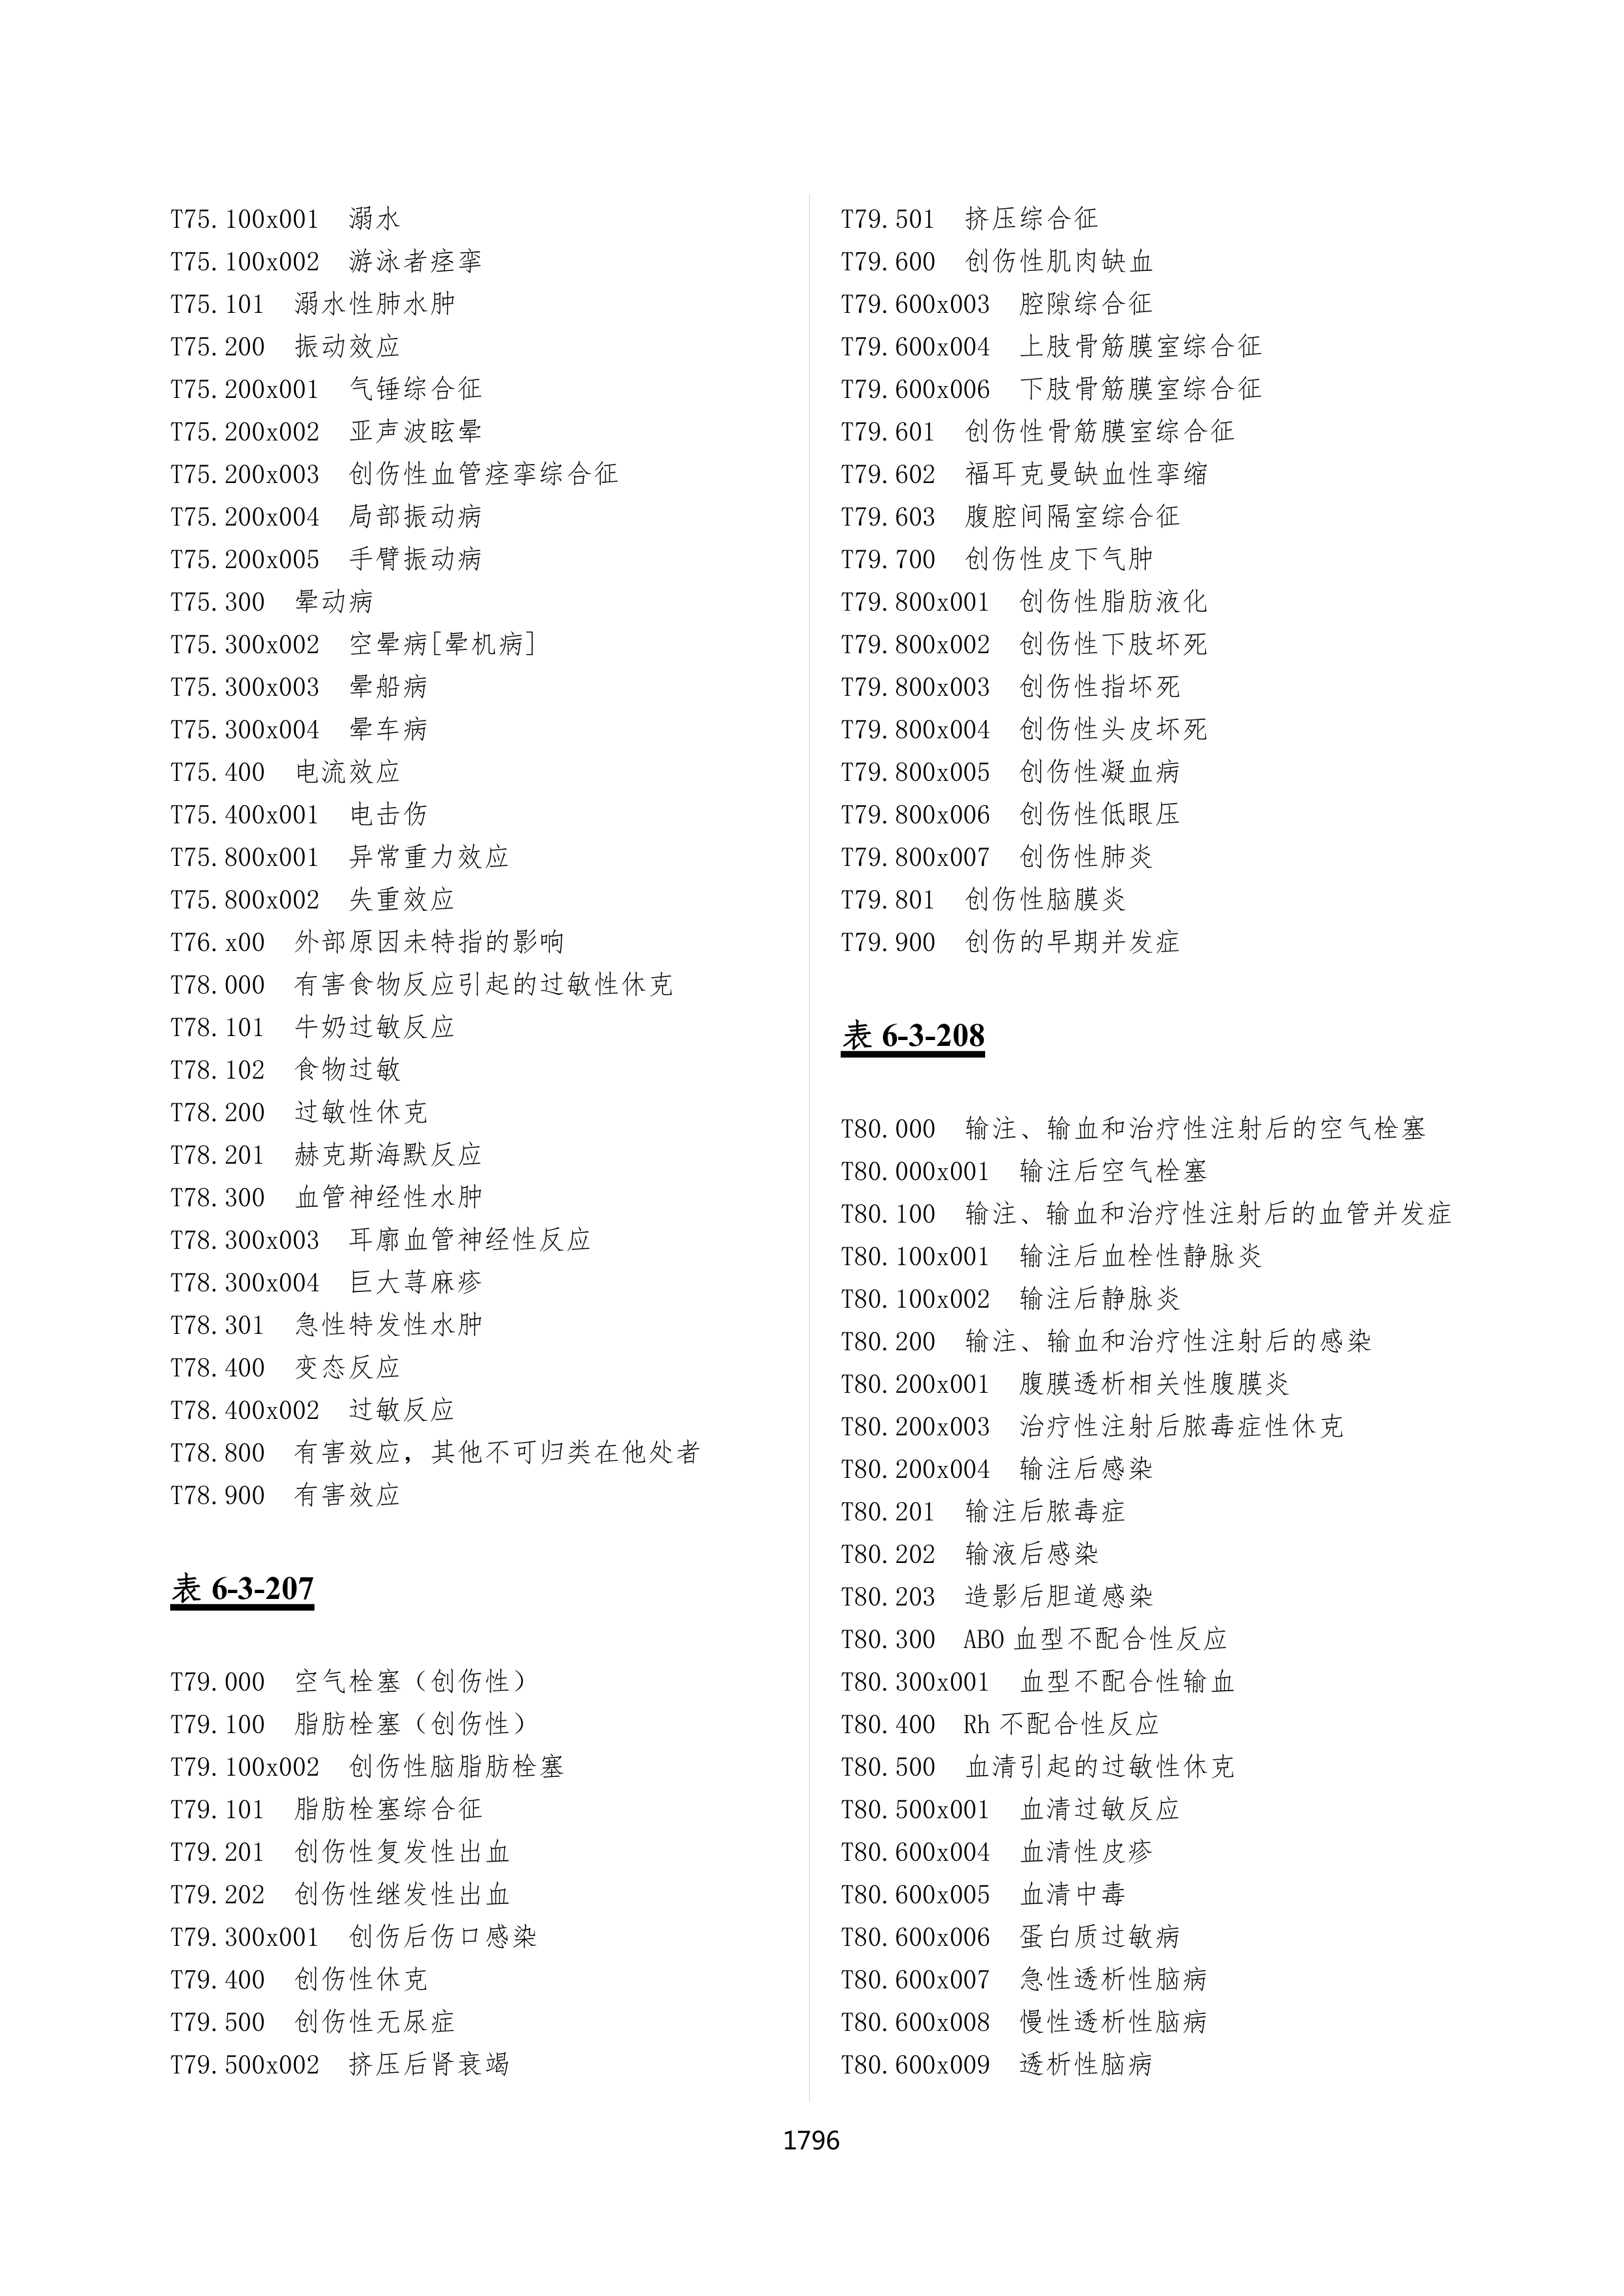 T75.100x001 溺水
T75.100x002 游泳者痉挛
T75.101 溺水性肺水肿
T75.200 振动效应
T75.200x001 气锤综合征
T75.200x002 亚声波眩晕
T75.200x003 创伤性血管痉挛综合征
T75.200x004 局部振动病
T75.200x005 手臂振动病
T75.300 晕动病
T75.300x002 空晕病[晕机病]
T75.300x003 晕船病
T75.300x004 晕车病
T75.400 电流效应
T75.400x001 电击伤
T75.800x001 异常重力效应
T75.800x002 失重效应
T76.x00 外部原因未特指的影响
T78.000 有害食物反应引起的过敏性休克
T78.101 牛奶过敏反应
T78.102 食物过敏
T78.200 过敏性休克
T78.201 赫克斯海默反应
T78.300 血管神经性水肿
T78.300x003 耳廓血管神经性反应
T78.300x004 巨大荨麻疹
T78.301 急性特发性水肿
T78.400 变态反应
T78.400x002 过敏反应
T78.800 有害效应，其他不可归类在他处者
T78.900 有害效应
表 6-3-207
T79.000 空气栓塞（创伤性）
T79.100 脂肪栓塞（创伤性）
T79.100x002 创伤性脑脂肪栓塞
T79.101 脂肪栓塞综合征
T79.201 创伤性复发性出血
T79.202 创伤性继发性出血
T79.300x001 创伤后伤口感染
T79.400 创伤性休克
T79.500 创伤性无尿症
T79.500x002 挤压后肾衰竭
T79.501 挤压综合征
T79.600 创伤性肌肉缺血
T79.600x003 腔隙综合征
T79.600x004 上肢骨筋膜室综合征
T79.600x006 下肢骨筋膜室综合征
T79.601 创伤性骨筋膜室综合征
T79.602 福耳克曼缺血性挛缩
T79.603 腹腔间隔室综合征
T79.700 创伤性皮下气肿
T79.800x001 创伤性脂肪液化
T79.800x002 创伤性下肢坏死
T79.800x003 创伤性指坏死
T79.800x004 创伤性头皮坏死
T79.800x005 创伤性凝血病
T79.800x006 创伤性低眼压
T79.800x007 创伤性肺炎
T79.801 创伤性脑膜炎
T79.900 创伤的早期并发症
表 6-3-208
T80.000 输注、输血和治疗性注射后的空气栓塞
T80.000x001 输注后空气栓塞
T80.100 输注、输血和治疗性注射后的血管并发症
T80.100x001 输注后血栓性静脉炎
T80.100x002 输注后静脉炎
T80.200 输注、输血和治疗性注射后的感染
T80.200x001 腹膜透析相关性腹膜炎
T80.200x003 治疗性注射后脓毒症性休克
T80.200x004 输注后感染
T80.201 输注后脓毒症
T80.202 输液后感染
T80.203 造影后胆道感染
T80.300 ABO 血型不配合性反应
T80.300x001 血型不配合性输血
T80.400 Rh 不配合性反应
T80.500 血清引起的过敏性休克
T80.500x001 血清过敏反应
T80.600x004 血清性皮疹
T80.600x005 血清中毒
T80.600x006 蛋白质过敏病
T80.600x007 急性透析性脑病
T80.600x008 慢性透析性脑病
T80.600x009 透析性脑病
1796